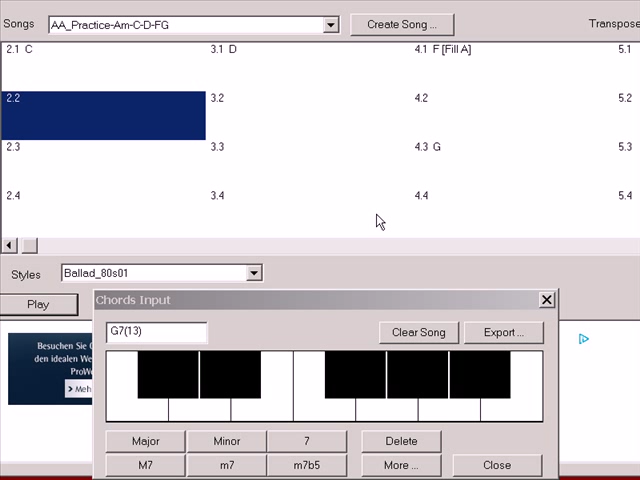 Songs AA_Practice-Am-C-D-FG Create Song ... Transpose
2.1 C 3.1 D 4.1 F [Fill A] 5.1
2.2 3.2 4.2 5.2
2.3 3.3 4.3 G 5.3
2.4 3.4 4.4 5.4
Styles Ballad_80s01
Play
Chords Input
G7(13) Clear Song Export ...
Besuchen Sie
den idealen We
ProWe
Meh
Major Minor 7 Delete
M7 m7 m7b5 More ... Close